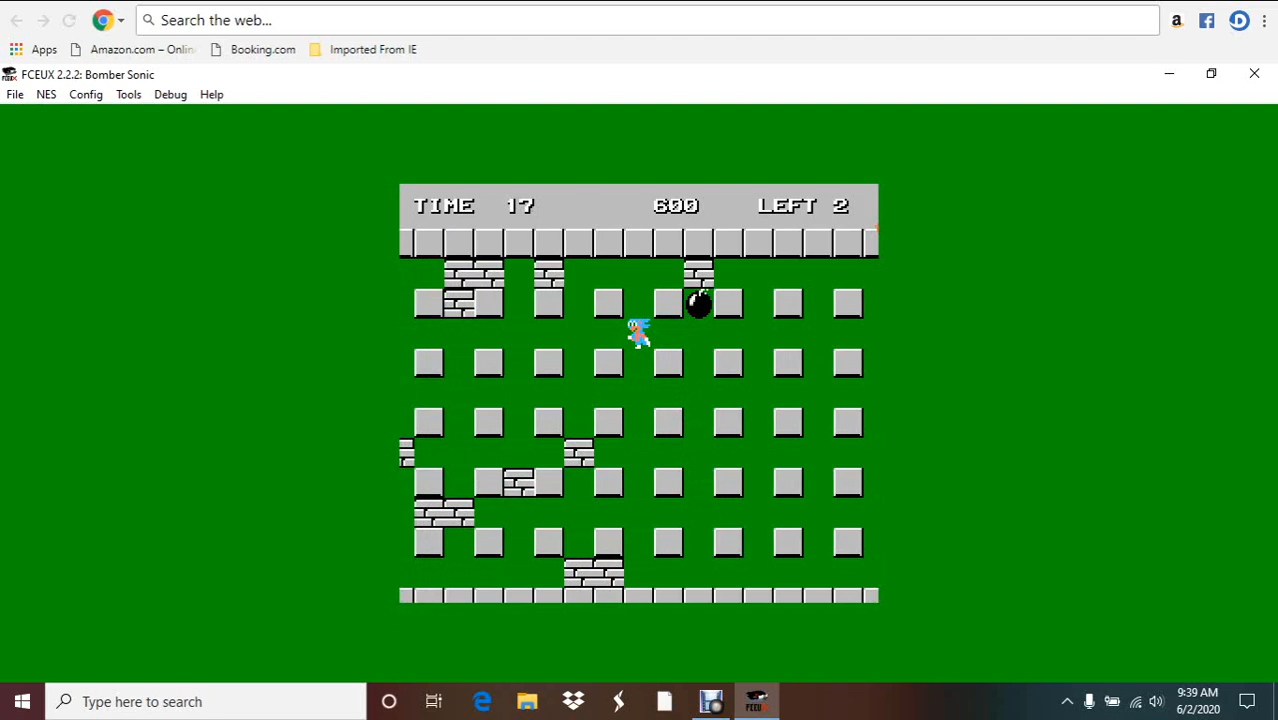 Search the web...
Apps Amazon.com – Onlin Booking.com Imported From IE
FCEUX 2.2.2: Bomber Sonic
File NES Config Tools Debug Help
TIME 17 600 LEFT 2
Type here to search
9:39 AM
6/2/2020